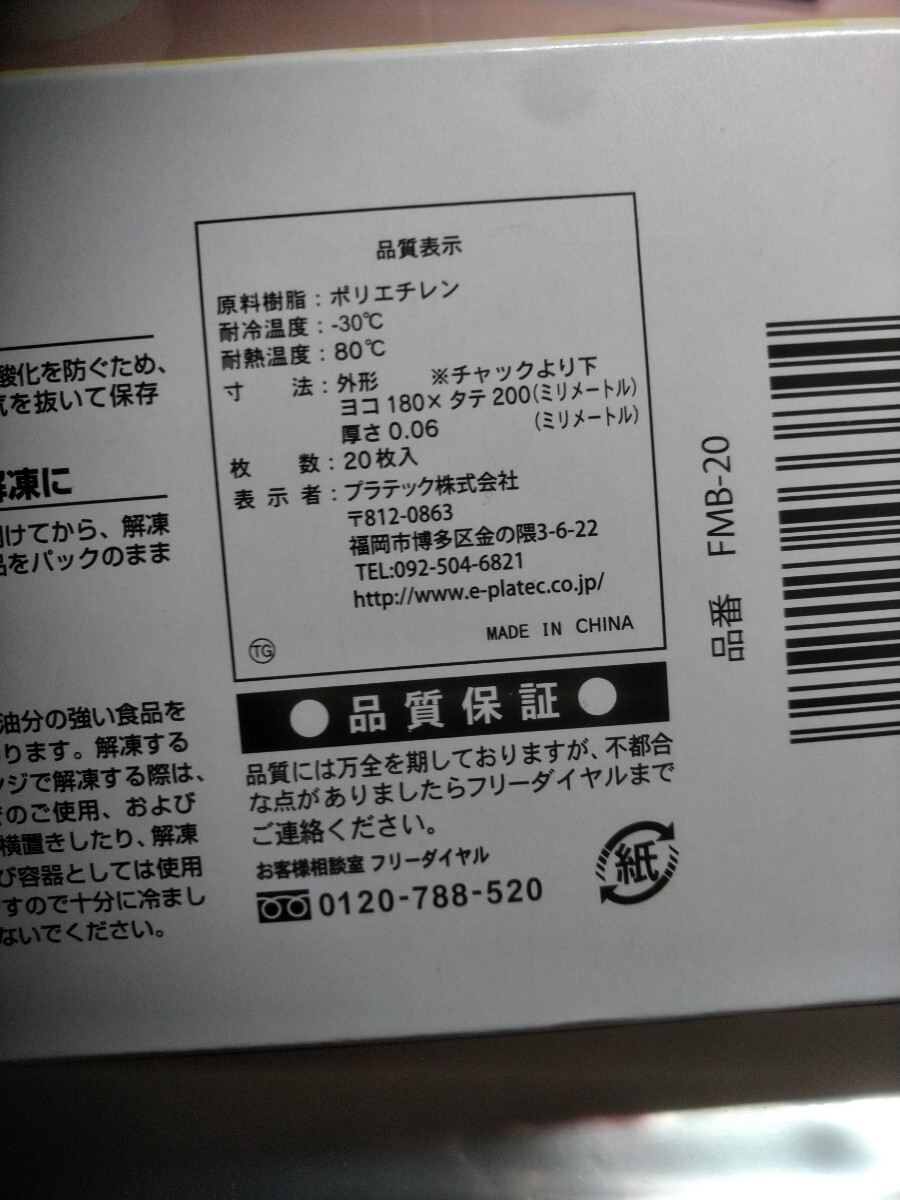 酸化を防ぐため、
気を抜いて保存
解凍に
けてから、解凍
品をパックのまま
油分の強い食品を
ります。解凍する
ンジで解凍する際は、
でのご使用、および
横置きしたり、解凍
び容器としては使用
すので十分に冷まし
ないでください。
品質表示
原料樹脂:ポリエチレン
耐冷温度:-30℃
耐熱温度:80℃
寸 法:外形 ※チャックより下
ヨコ180×タテ200(ミリメートル)
厚さ0.06 (ミリメートル)
枚 数:20枚入
表示者:プラテック株式会社
〒812-0863
福岡市博多区金の隈3-6-22
TEL:092-504-6821
http://www.e-platec.co.jp/
MADE IN CHINA
TG
●品質保証●
品質には万全を期しておりますが、不都合
な点がありましたらフリーダイヤルまで
ご連絡ください。
お客様相談室 フリーダイヤル
0120-788-520
紙
品番 FMB-20